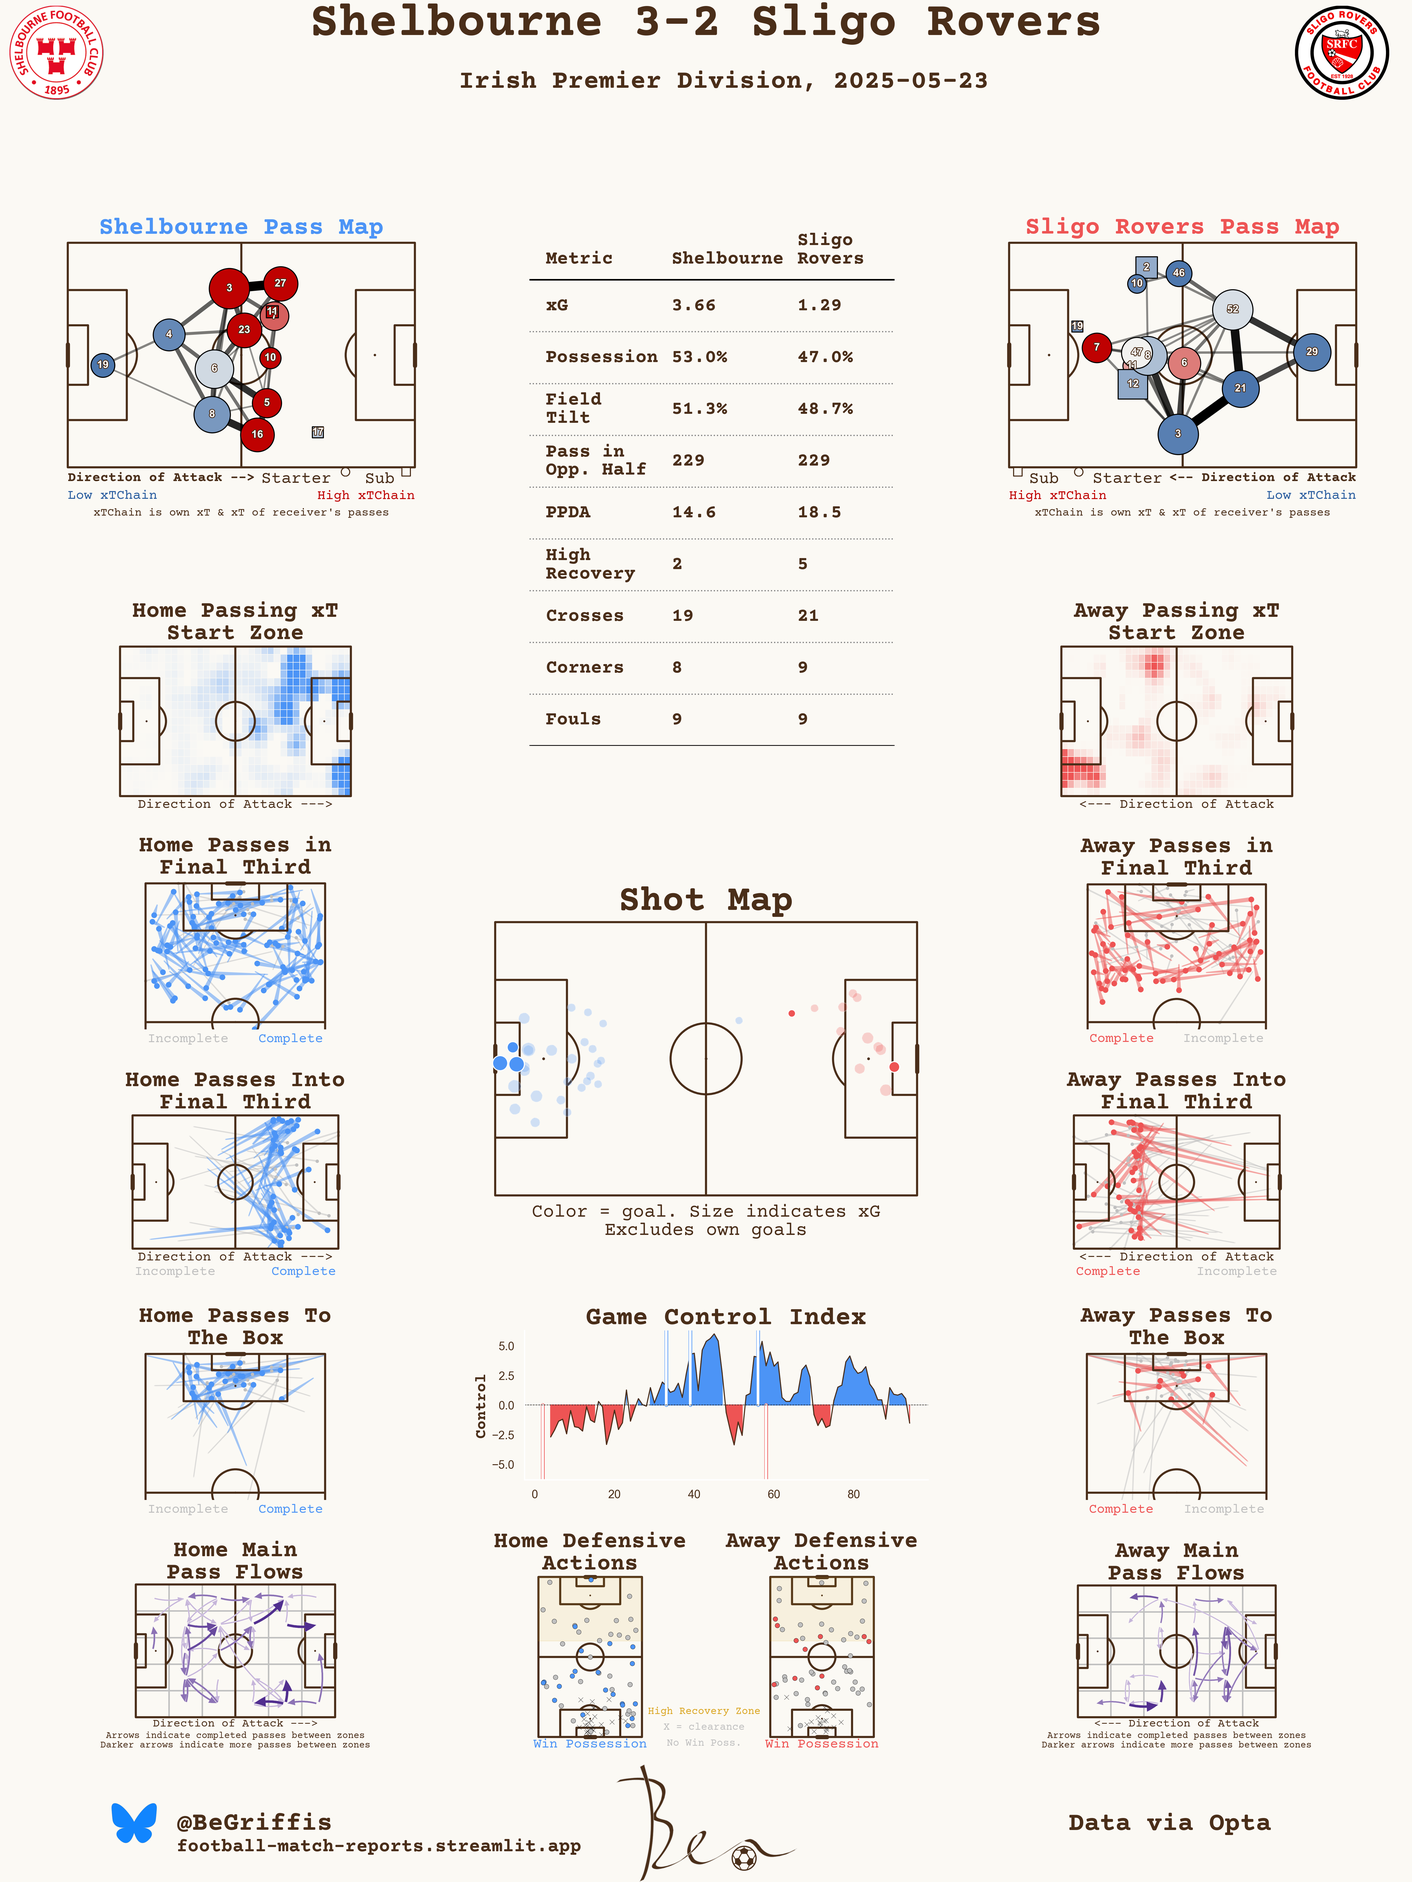 Shelbourne 3-2 Sligo Rovers
Irish Premier Division, 2025-05-23
SHELBOURNE FOOTBALL CLUB
1895
SLIGO ROVERS
SRFC
EST 1928
FOOTBALL CLUB
Shelbourne Pass Map
3
27
11
23
4
10
19
6
5
8
16
17
Direction of Attack --> Starter Sub
Low xTChain High xTChain
xTChain is own xT & xT of receiver's passes
Metric Shelbourne Sligo Rovers
xG 3.66 1.29
Possession 53.0% 47.0%
Field Tilt 51.3% 48.7%
Pass in Opp. Half 229 229
PPDA 14.6 18.5
High Recovery 2 5
Crosses 19 21
Corners 8 9
Fouls 9 9
Sligo Rovers Pass Map
2
46
10
52
19
7
47
8
6
29
11
12
21
3
Sub Starter <-- Direction of Attack
High xTChain Low xTChain
xTChain is own xT & xT of receiver's passes
Home Passing xT
Start Zone
Direction of Attack --->
Away Passing xT
Start Zone
<--- Direction of Attack
Home Passes in
Final Third
Incomplete Complete
Away Passes in
Final Third
Complete Incomplete
Shot Map
Color = goal. Size indicates xG
Excludes own goals
Home Passes Into
Final Third
Direction of Attack --->
Incomplete Complete
Away Passes Into
Final Third
<--- Direction of Attack
Complete Incomplete
Home Passes To
The Box
Incomplete Complete
Game Control Index
Control
5.0
2.5
0.0
−2.5
−5.0
0 20 40 60 80
Away Passes To
The Box
Complete Incomplete
Home Main
Pass Flows
Direction of Attack --->
Arrows indicate completed passes between zones
Darker arrows indicate more passes between zones
Home Defensive
Actions
Win Possession
High Recovery Zone
X = clearance
No Win Poss.
Away Defensive
Actions
Win Possession
Away Main
Pass Flows
<--- Direction of Attack
Arrows indicate completed passes between zones
Darker arrows indicate more passes between zones
@BeGriffis
football-match-reports.streamlit.app
Ben
Data via Opta